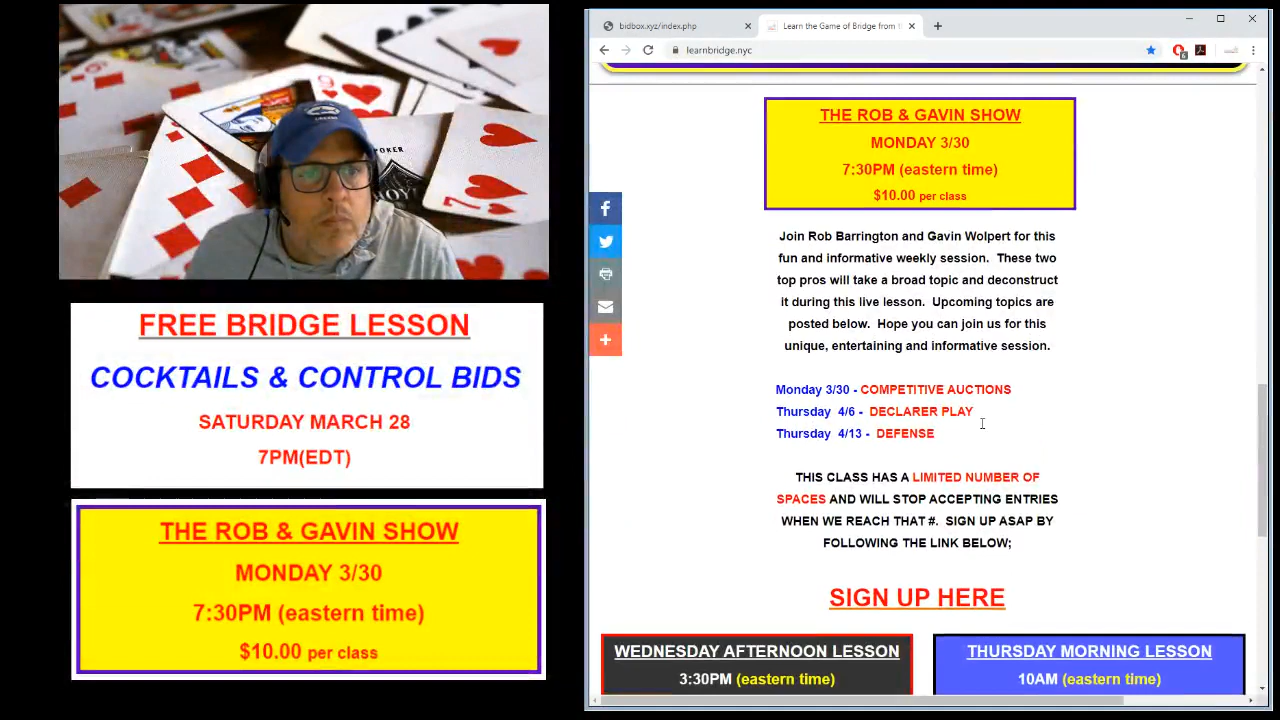 FREE BRIDGE LESSON
COCKTAILS & CONTROL BIDS
SATURDAY MARCH 28
7PM(EDT)
THE ROB & GAVIN SHOW
MONDAY 3/30
7:30PM (eastern time)
$10.00 per class
bidbox.xyz/index.php
Learn the Game of Bridge from t
learnbridge.nyc
THE ROB & GAVIN SHOW
MONDAY 3/30
7:30PM (eastern time)
$10.00 per class
Join Rob Barrington and Gavin Wolpert for this
fun and informative weekly session. These two
top pros will take a broad topic and deconstruct
it during this live lesson. Upcoming topics are
posted below. Hope you can join us for this
unique, entertaining and informative session.
Monday 3/30 - COMPETITIVE AUCTIONS
Thursday 4/6 - DECLARER PLAY
Thursday 4/13 - DEFENSE
THIS CLASS HAS A LIMITED NUMBER OF
SPACES AND WILL STOP ACCEPTING ENTRIES
WHEN WE REACH THAT #. SIGN UP ASAP BY
FOLLOWING THE LINK BELOW;
SIGN UP HERE
WEDNESDAY AFTERNOON LESSON
3:30PM (eastern time)
THURSDAY MORNING LESSON
10AM (eastern time)